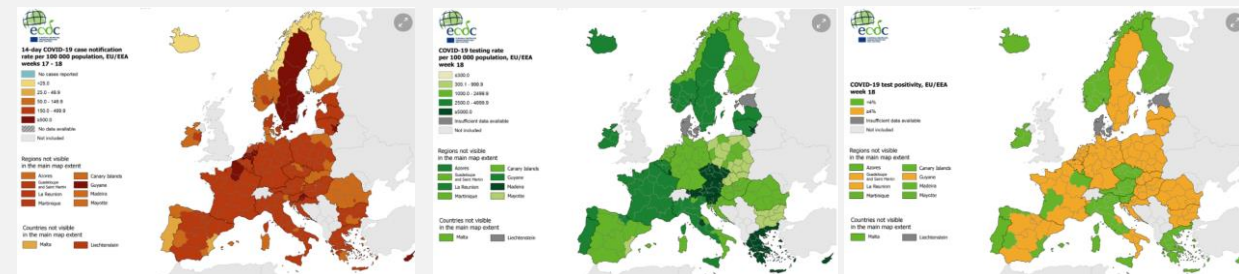 ecdc
14-day COVID-19 case notification
rate per 100 000 population, EU/EEA
weeks 17 - 18
No cases reported
<25.0
25.0 - 49.9
50.0 - 149.9
150.0 - 499.9
≥500.0
No data available
Not included
Regions not visible
in the main map extent
Azores
Canary Islands
Guadeloupe
and Saint Martin
Guyane
La Reunion
Madeira
Martinique
Mayotte
Countries not visible
in the main map extent
Malta
Liechtenstein
ecdc
COVID-19 testing rate
per 100 000 population, EU/EEA
week 18
≤300.0
300.1 - 999.9
1000.0 - 2499.9
2500.0 - 4999.9
≥5000.0
Insufficient data available
Not included
Regions not visible
in the main map extent
Azores
Canary Islands
Guadeloupe
and Saint Martin
Guyane
La Reunion
Madeira
Martinique
Mayotte
Countries not visible
in the main map extent
Malta
Liechtenstein
ecdc
COVID-19 test positivity, EU/EEA
week 18
<4%
≥4%
Insufficient data available
Not included
Regions not visible
in the main map extent
Azores
Canary Islands
Guadeloupe
and Saint Martin
Guyane
La Reunion
Madeira
Martinique
Mayotte
Countries not visible
in the main map extent
Malta
Liechtenstein